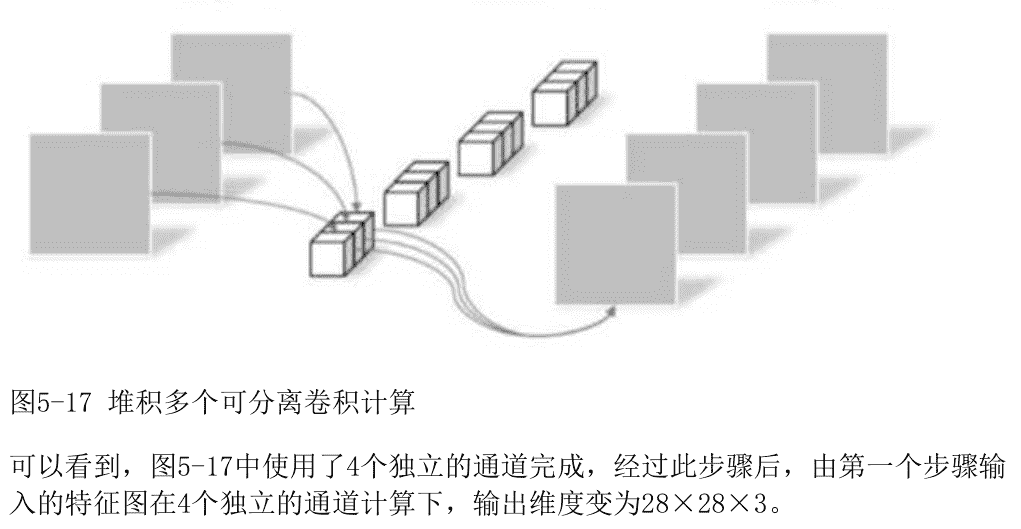 图5-17 堆积多个可分离卷积计算
可以看到，图5-17中使用了4个独立的通道完成，经过此步骤后，由第一个步骤输
入的特征图在4个独立的通道计算下，输出维度变为28×28×3。